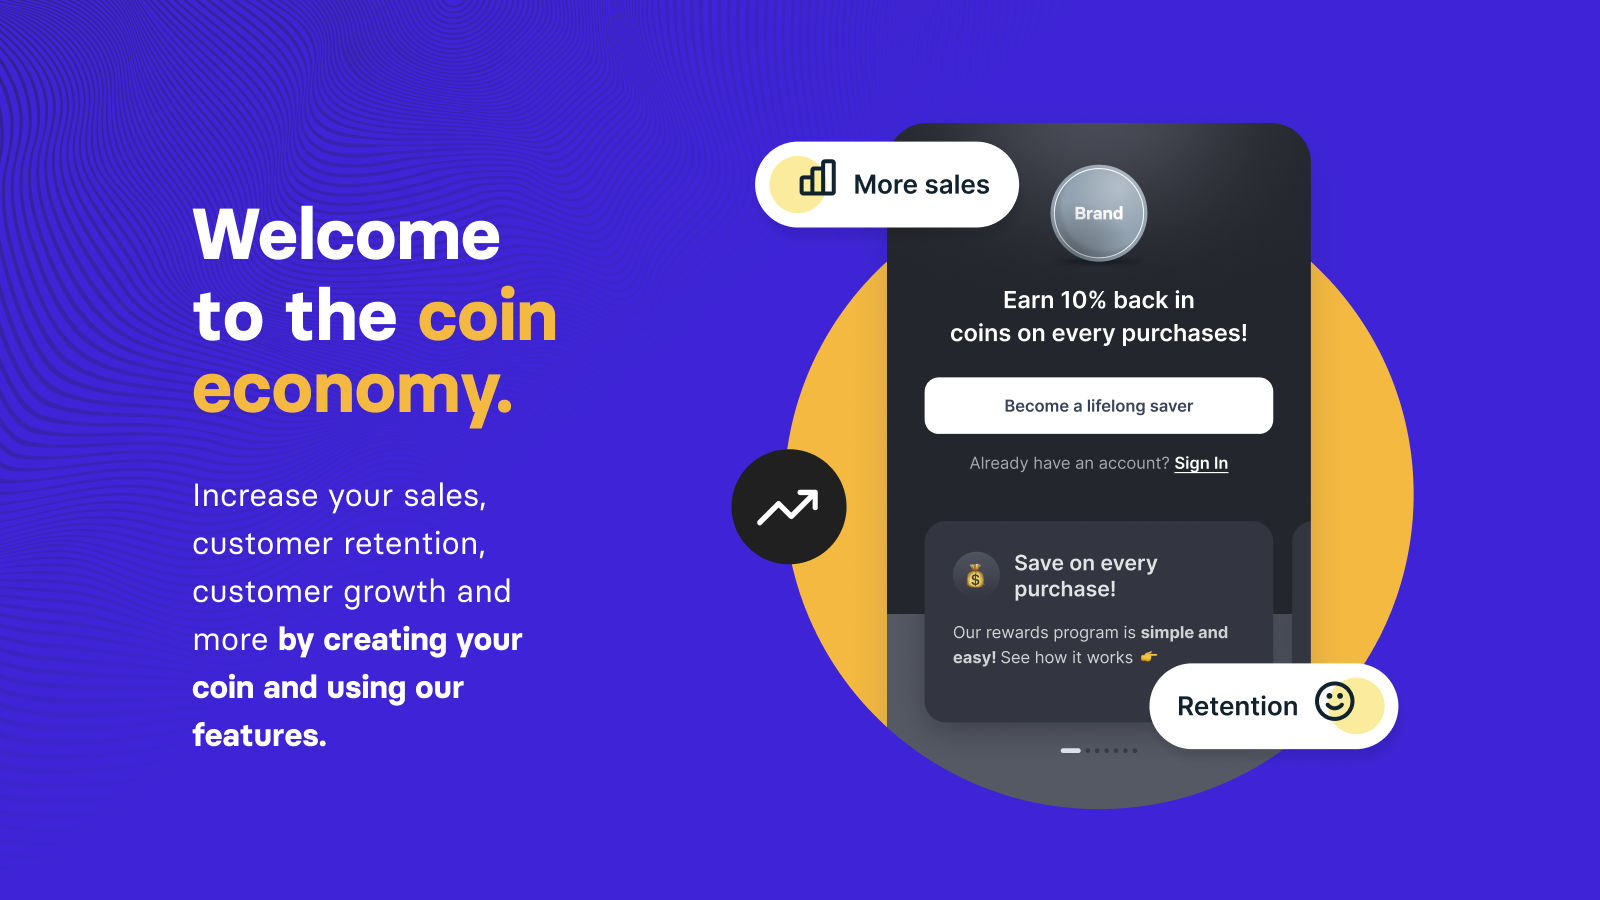 Welcome
to the coin
economy.
Increase your sales,
customer retention,
customer growth and
more by creating your
coin and using our
features.
More sales
Brand
Earn 10% back in
coins on every purchases!
Become a lifelong saver
Already have an account? Sign In
Save on every
purchase!
Our rewards program is simple and
easy! See how it works 👉
Retention